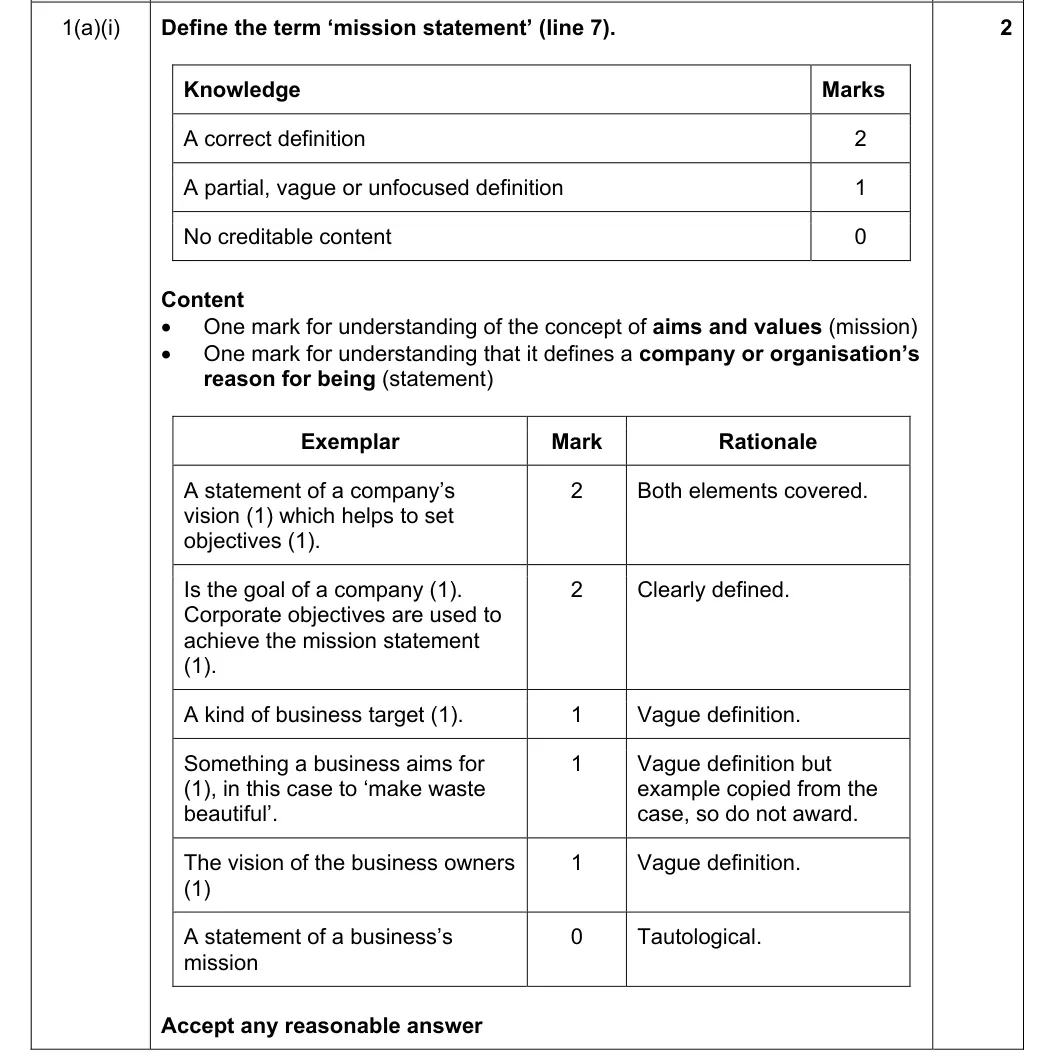 1(a)(i) Define the term ‘mission statement’ (line 7). 2
Knowledge Marks
A correct definition 2
A partial, vague or unfocused definition 1
No creditable content 0
Content
• One mark for understanding of the concept of aims and values (mission)
• One mark for understanding that it defines a company or organisation’s
reason for being (statement)
Exemplar Mark Rationale
A statement of a company’s 2 Both elements covered.
vision (1) which helps to set
objectives (1).
Is the goal of a company (1). 2 Clearly defined.
Corporate objectives are used to
achieve the mission statement
(1).
A kind of business target (1). 1 Vague definition.
Something a business aims for 1 Vague definition but
(1), in this case to ‘make waste example copied from the
beautiful’. case, so do not award.
The vision of the business owners 1 Vague definition.
(1)
A statement of a business’s 0 Tautological.
mission
Accept any reasonable answer